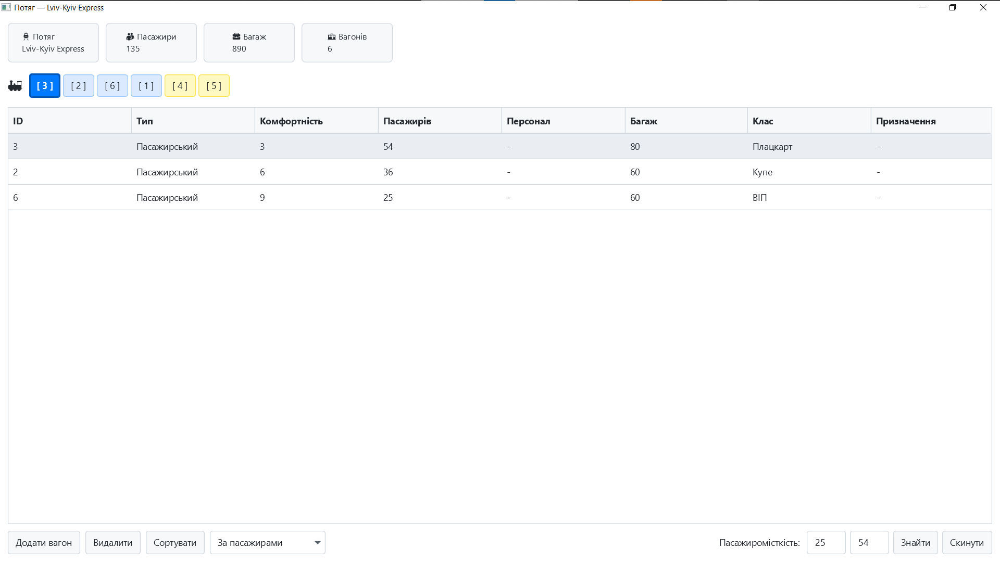 Потяг — Lviv-Kyiv Express
Потяг
Lviv-Kyiv Express
Пасажири
135
Багаж
890
Вагонів
6
[ 3 ] [ 2 ] [ 6 ] [ 1 ] [ 4 ] [ 5 ]
ID Тип Комфортність Пасажирів Персонал Багаж Клас Призначення
3 Пасажирський 3 54 - 80 Плацкарт -
2 Пасажирський 6 36 - 60 Купе -
6 Пасажирський 9 25 - 60 ВІП -
Додати вагон Видалити Сортувати За пасажирами Пасажиромісткість: 25 54 Знайти Скинути